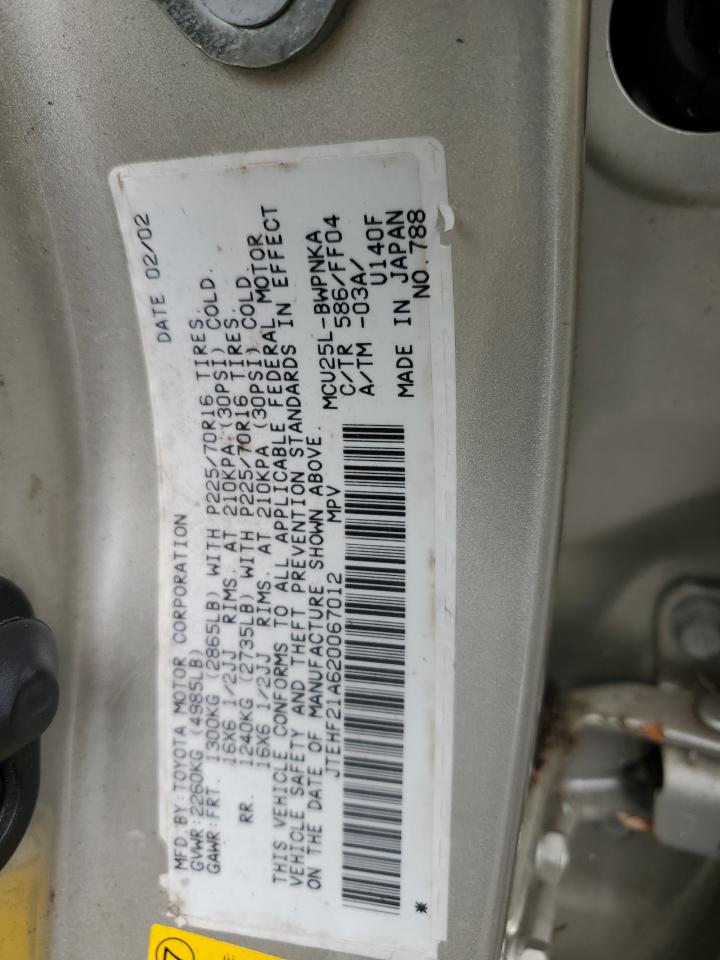 MFD. BY: TOYOTA MOTOR CORPORATION DATE 02/02
GVWR: 2260KG (4985LB)
GAWR: FRT. 1300KG (2865LB) WITH P225/70R16 TIRES.
16X6 1/2JJ RIMS. AT 210KPA (30PSI) COLD.
RR. 1240KG (2735LB) WITH P225/70R16 TIRES.
16X6 1/2JJ RIMS. AT 210KPA (30PSI) COLD.
THIS VEHICLE CONFORMS TO ALL APPLICABLE FEDERAL MOTOR
VEHICLE SAFETY AND THEFT PREVENTION STANDARDS IN EFFECT
ON THE DATE OF MANUFACTURE SHOWN ABOVE.
JTEHF21A620067012 MPV
MCU25L-BWPNKA
C/TR 586/FF04
A/TM -03A/
U140F
MADE IN JAPAN
* NO. 788